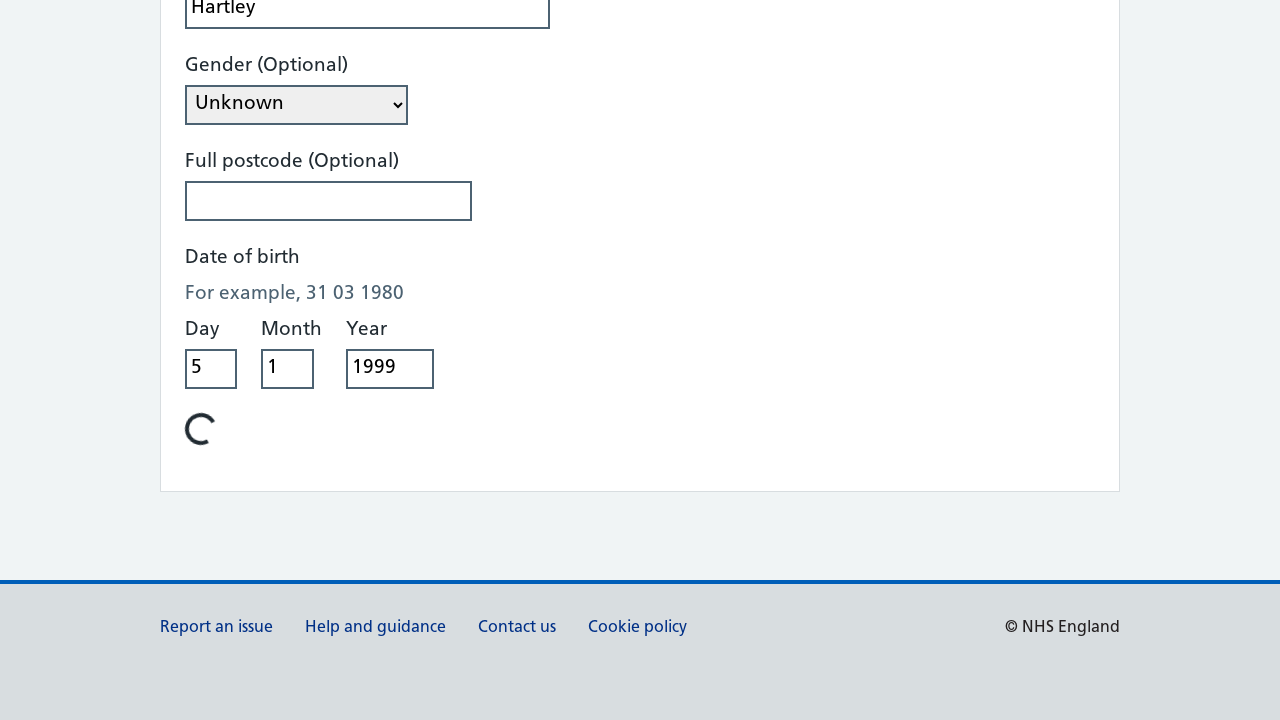 Hartley
Gender (Optional)
Unknown
Full postcode (Optional)
Date of birth
For example, 31 03 1980
Day Month Year
5 1 1999
Report an issue Help and guidance Contact us Cookie policy © NHS England